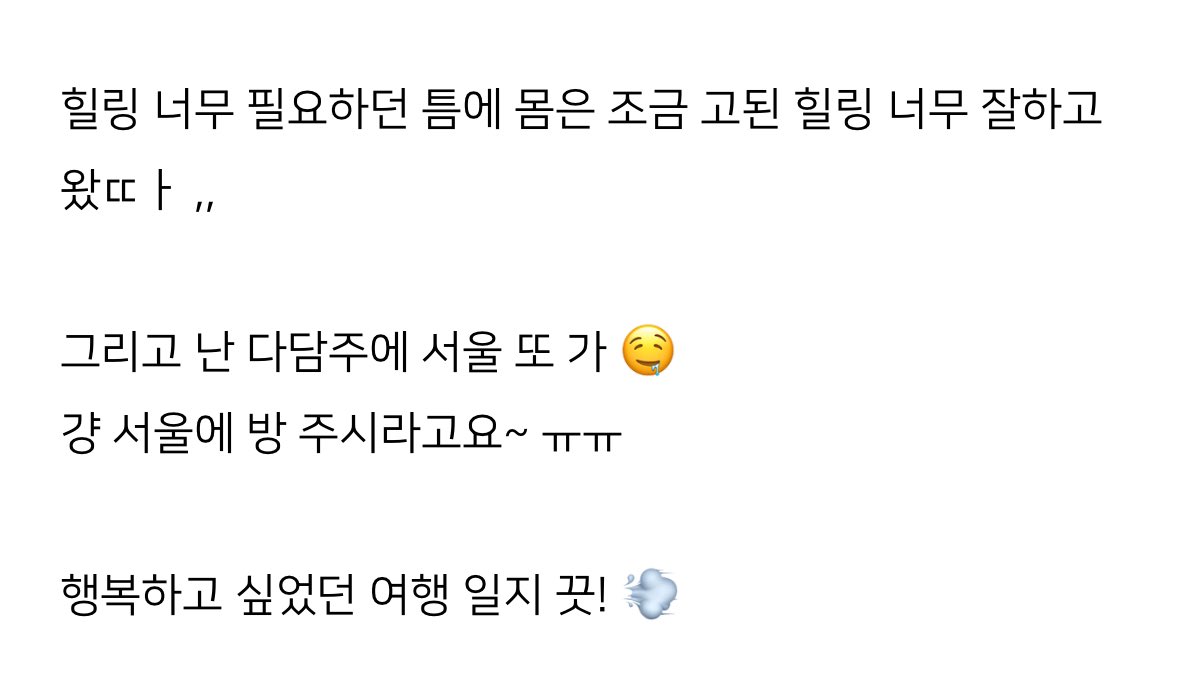 힐링 너무 필요하던 틈에 몸은 조금 고된 힐링 너무 잘하고
왔ㄸㅏ ,,
그리고 난 다담주에 서울 또 가 🤤
걍 서울에 방 주시라고요~ ㅠㅠ
행복하고 싶었던 여행 일지 끗! 💨